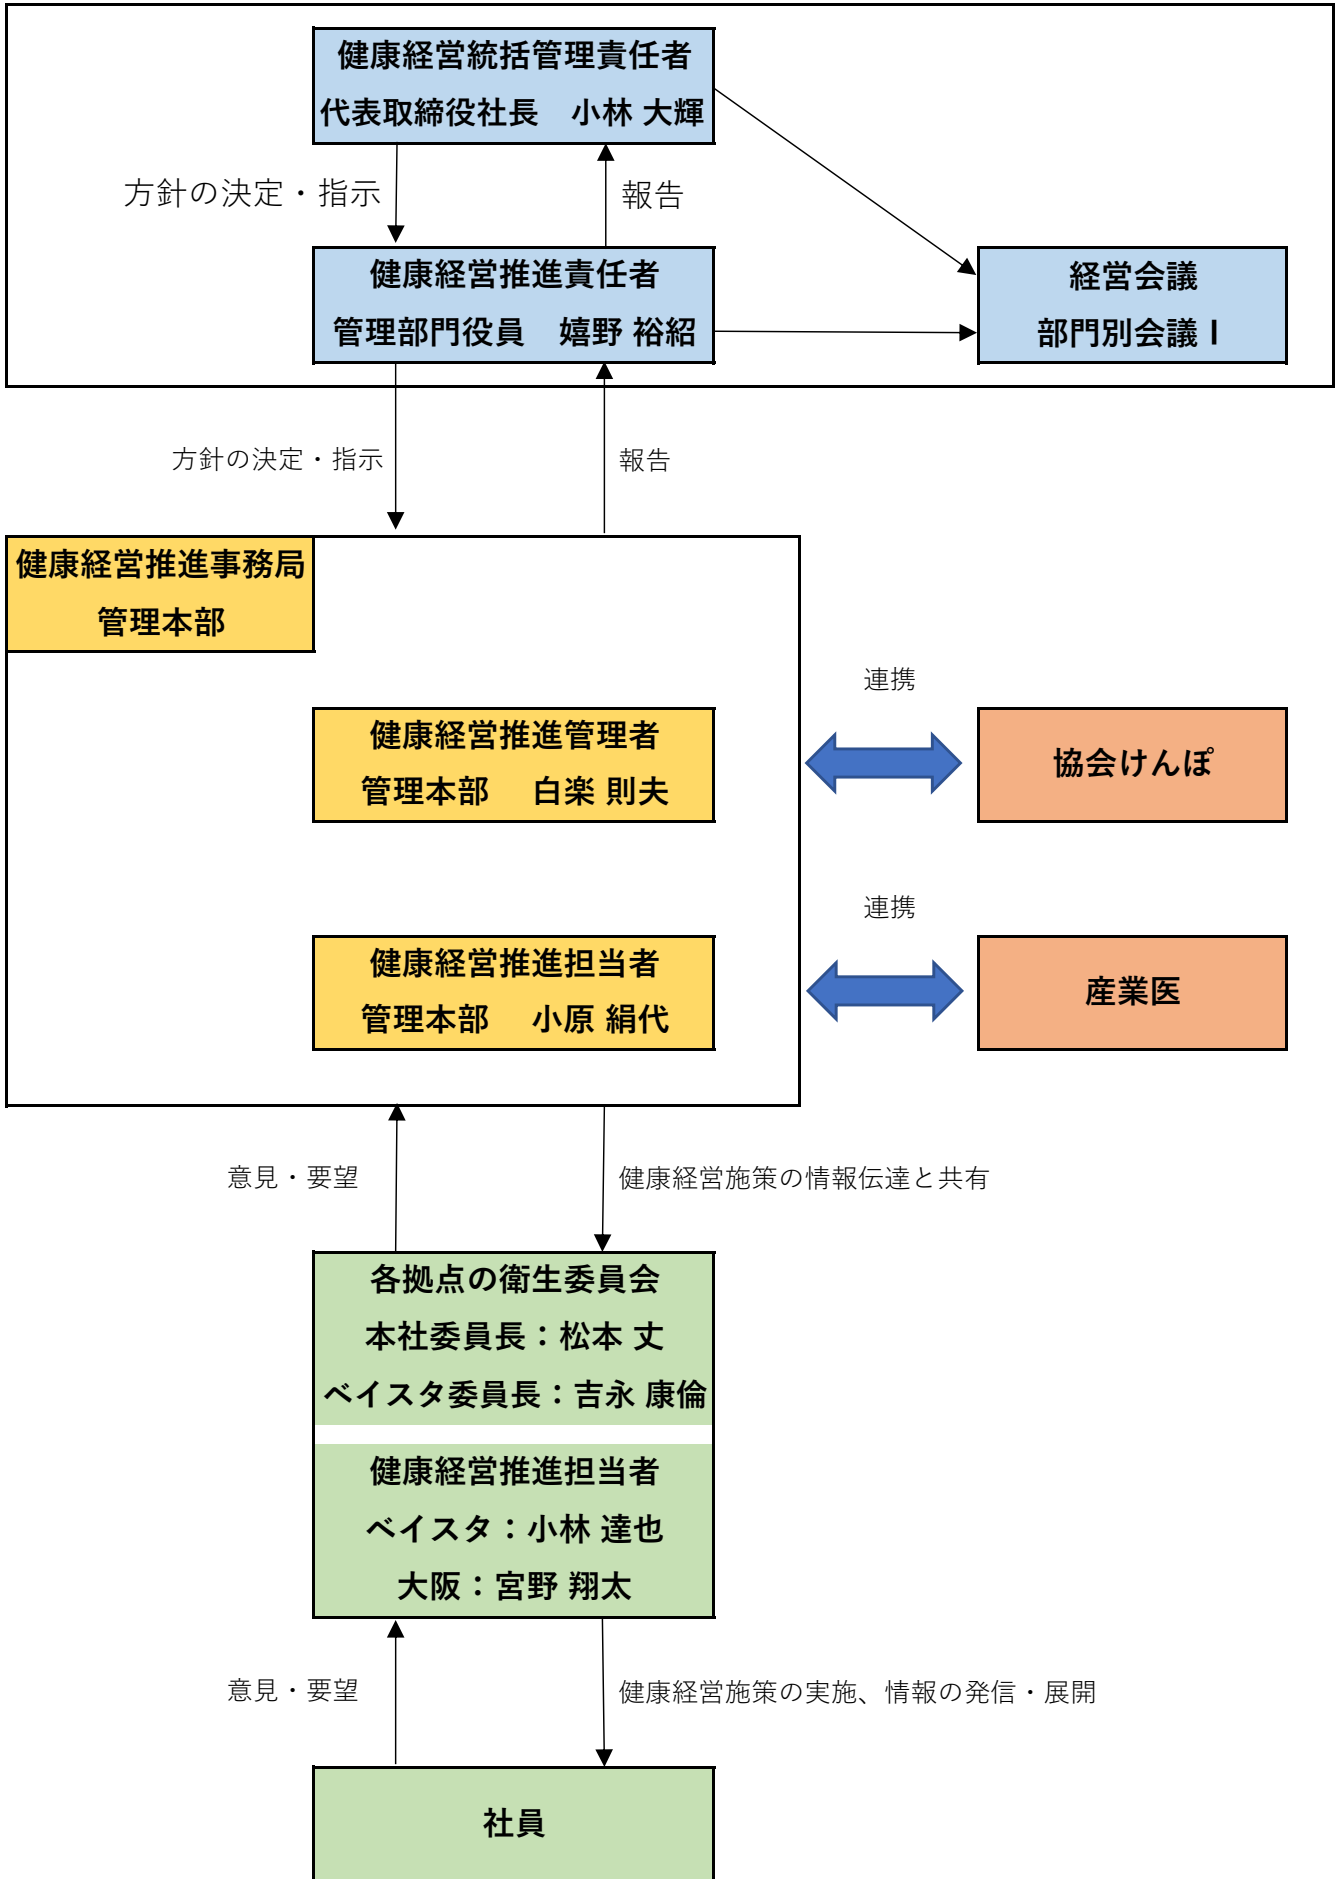 健康経営統括管理責任者
代表取締役社長　小林 大輝
方針の決定・指示
報告
健康経営推進責任者
管理部門役員　嬉野 裕紹
経営会議
部門別会議Ⅰ
方針の決定・指示
報告
健康経営推進事務局
管理本部
健康経営推進管理者
管理本部　白楽 則夫
連携
協会けんぽ
健康経営推進担当者
管理本部　小原 絹代
連携
産業医
意見・要望
健康経営施策の情報伝達と共有
各拠点の衛生委員会
本社委員長：松本 丈
ベイスタ委員長：吉永 康倫
健康経営推進担当者
ベイスタ：小林 達也
大阪：宮野 翔太
意見・要望
健康経営施策の実施、情報の発信・展開
社員